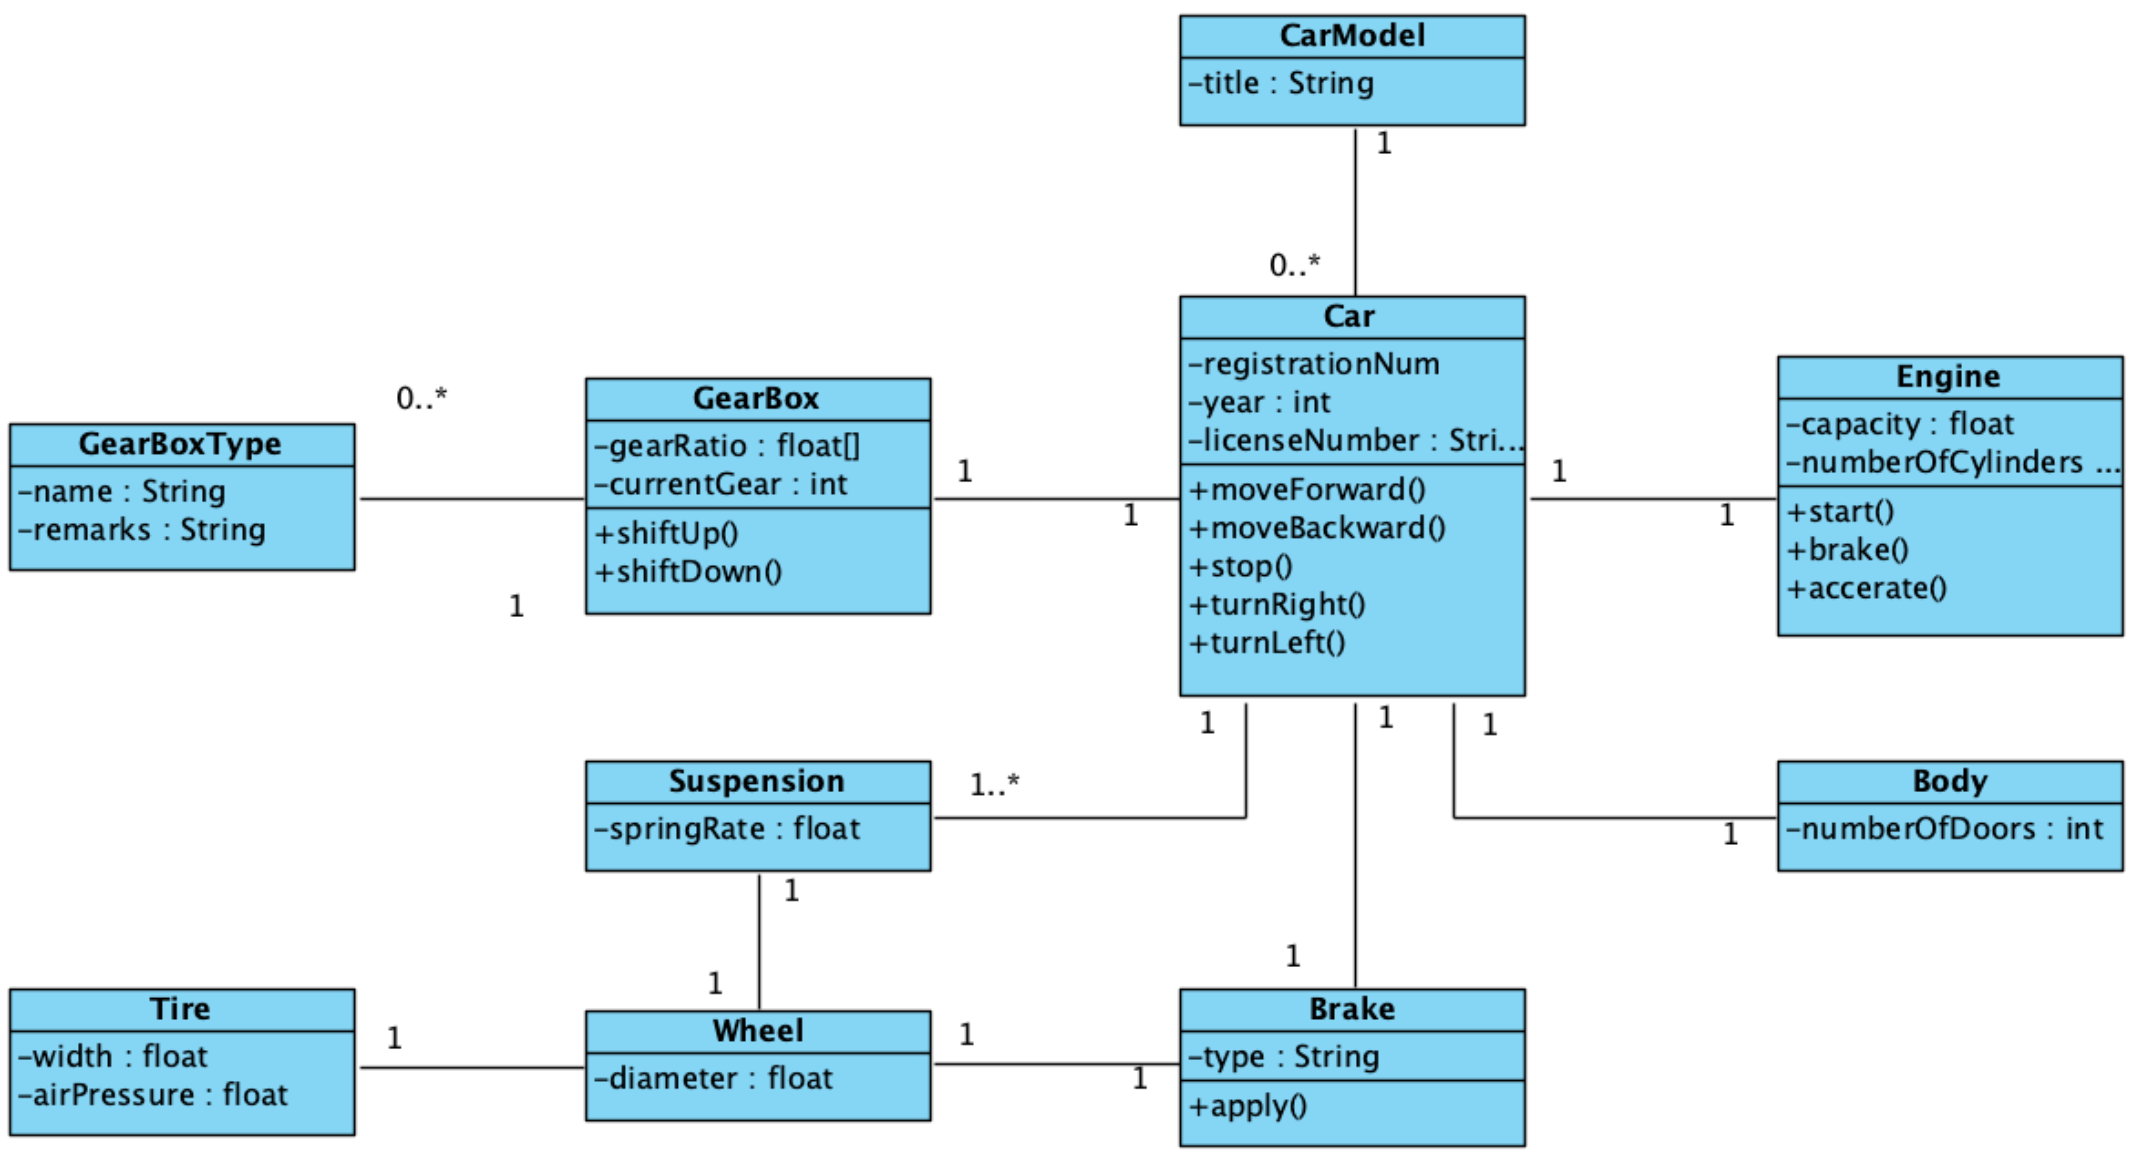 CarModel
–title : String
1
0..*
Car
–registrationNum
–year : int
–licenseNumber : Stri...
+moveForward()
+moveBackward()
+stop()
+turnRight()
+turnLeft()
GearBoxType
–name : String
–remarks : String
0..*
1
GearBox
–gearRatio : float[]
–currentGear : int
+shiftUp()
+shiftDown()
1
1
1
1
Engine
–capacity : float
–numberOfCylinders ...
+start()
+brake()
+accerate()
1
1
1
Suspension
–springRate : float
1..*
1
Body
–numberOfDoors : int
1
1
1
Tire
–width : float
–airPressure : float
1
Wheel
–diameter : float
1
1
Brake
–type : String
+apply()